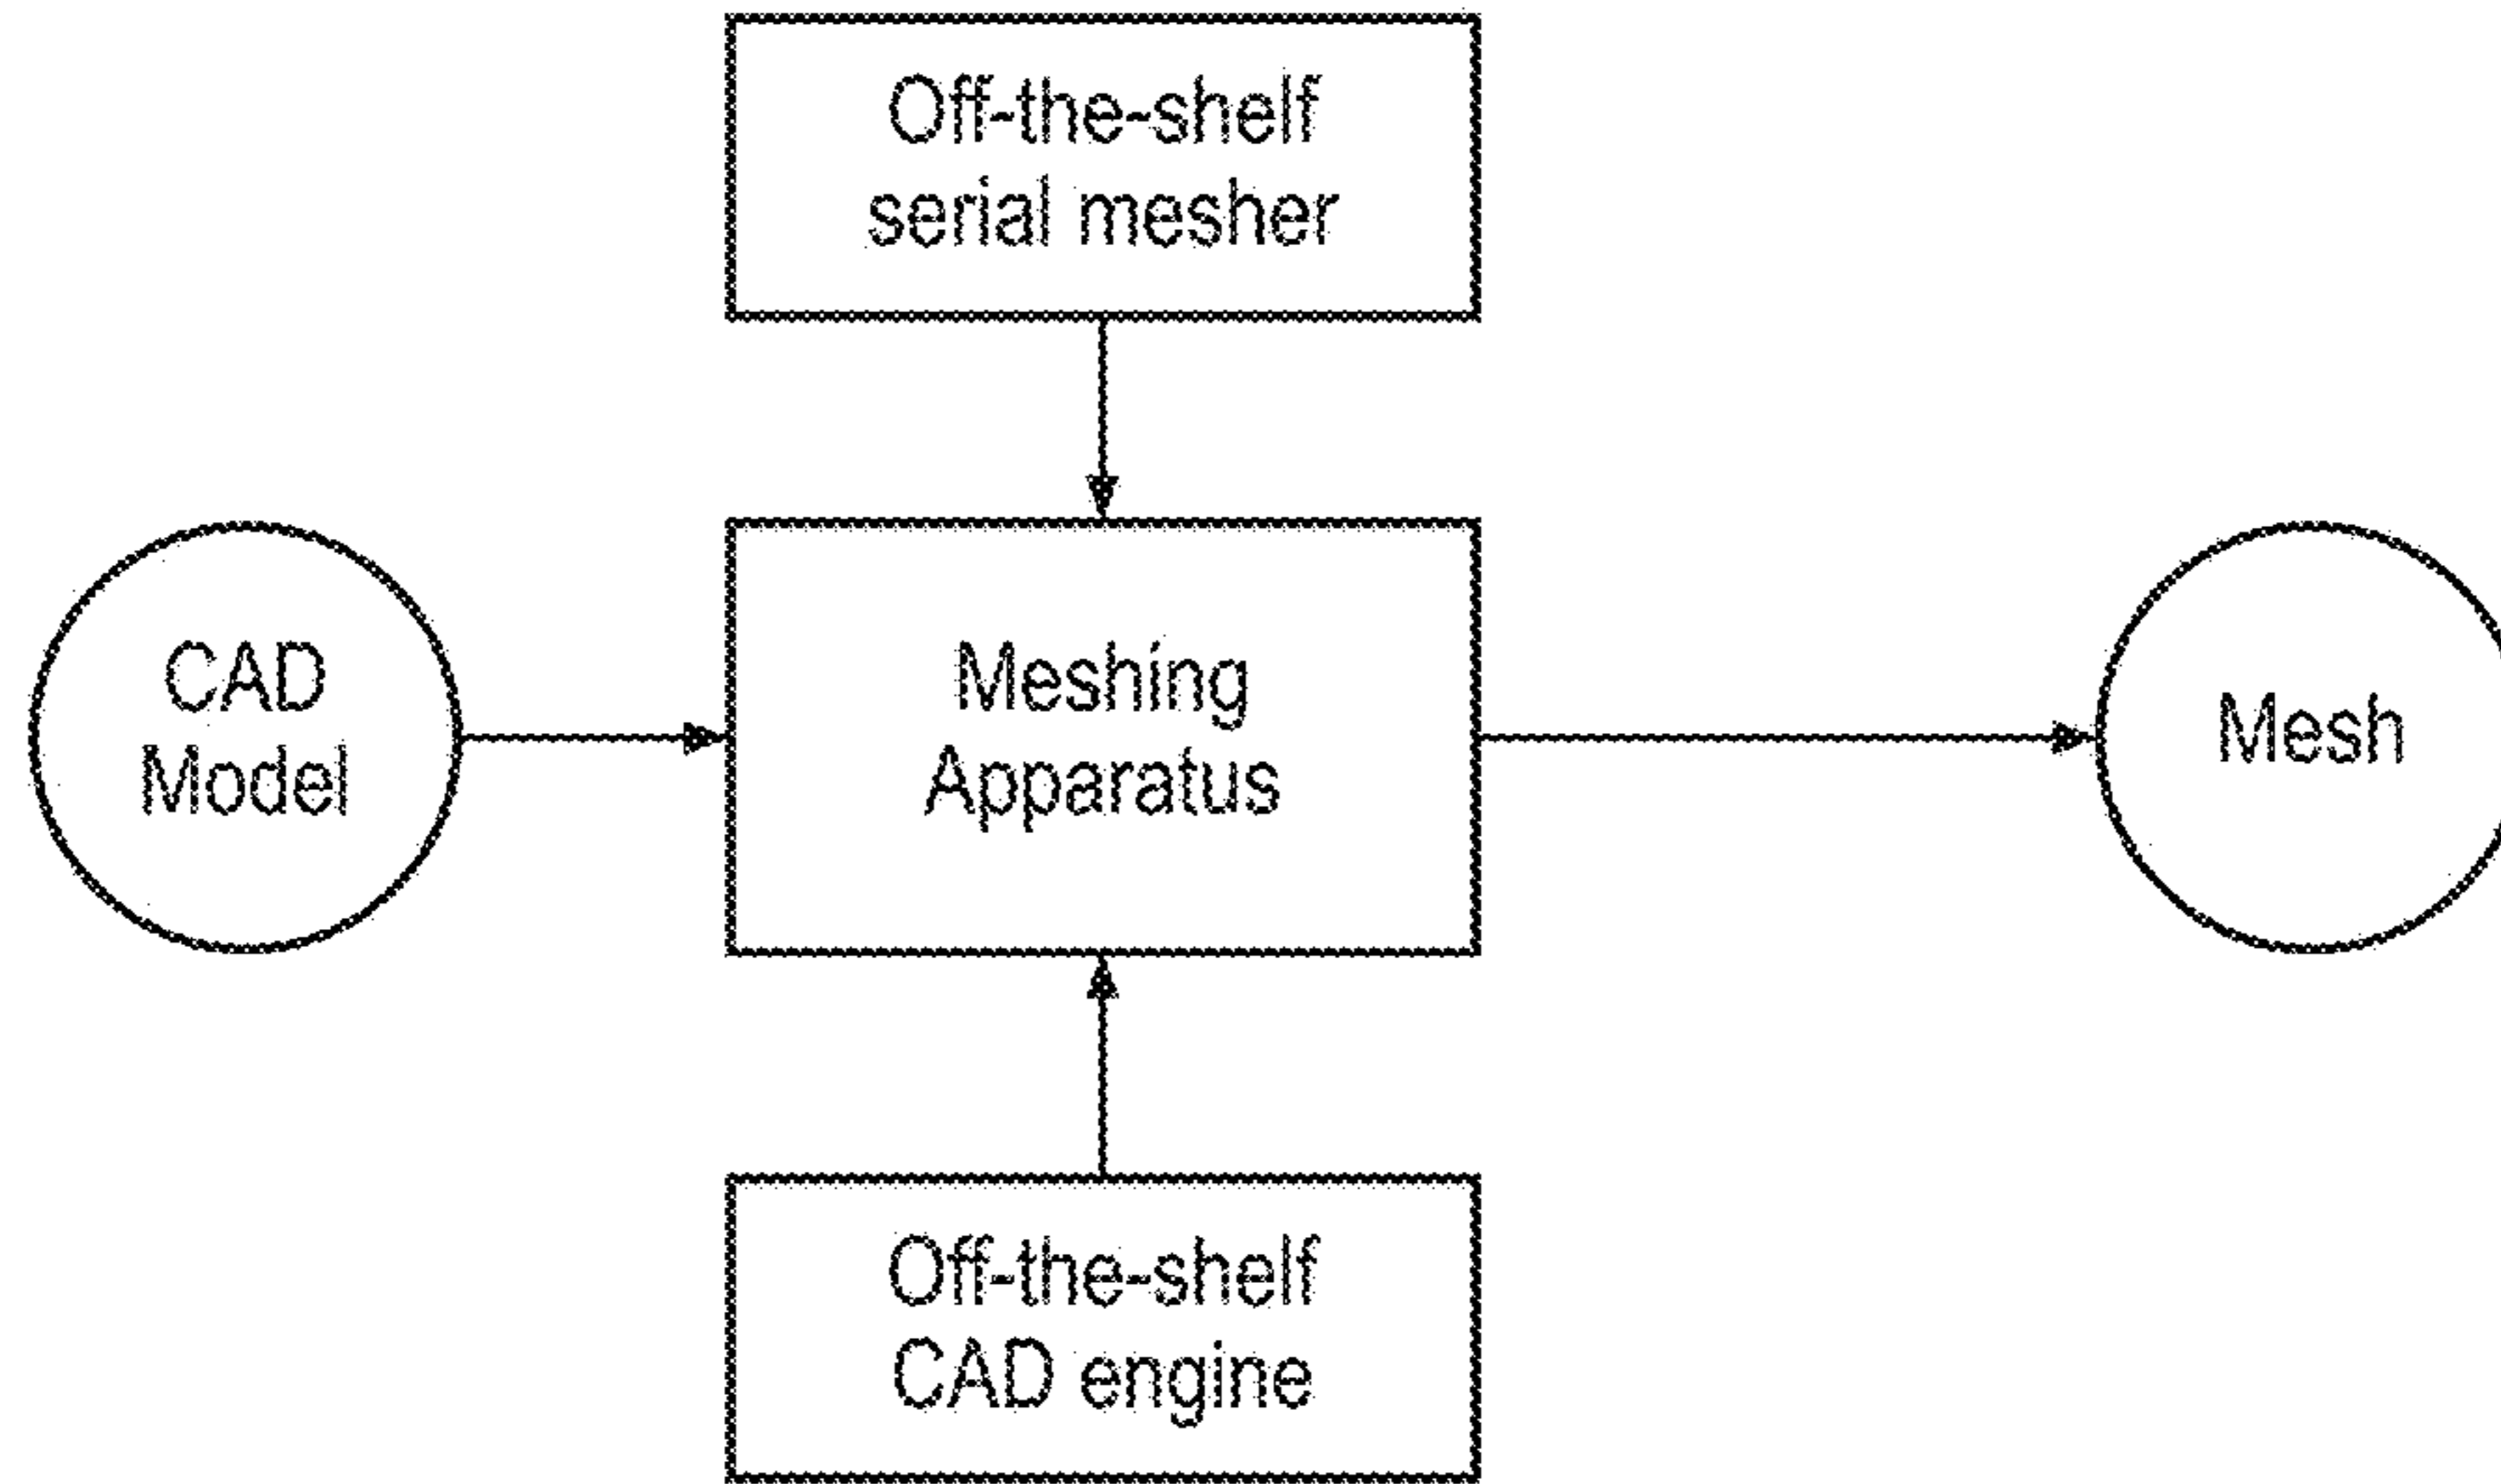 Off-the-shelf
serial mesher
CAD
Model
Meshing
Apparatus
Mesh
Off-the-shelf
CAD engine